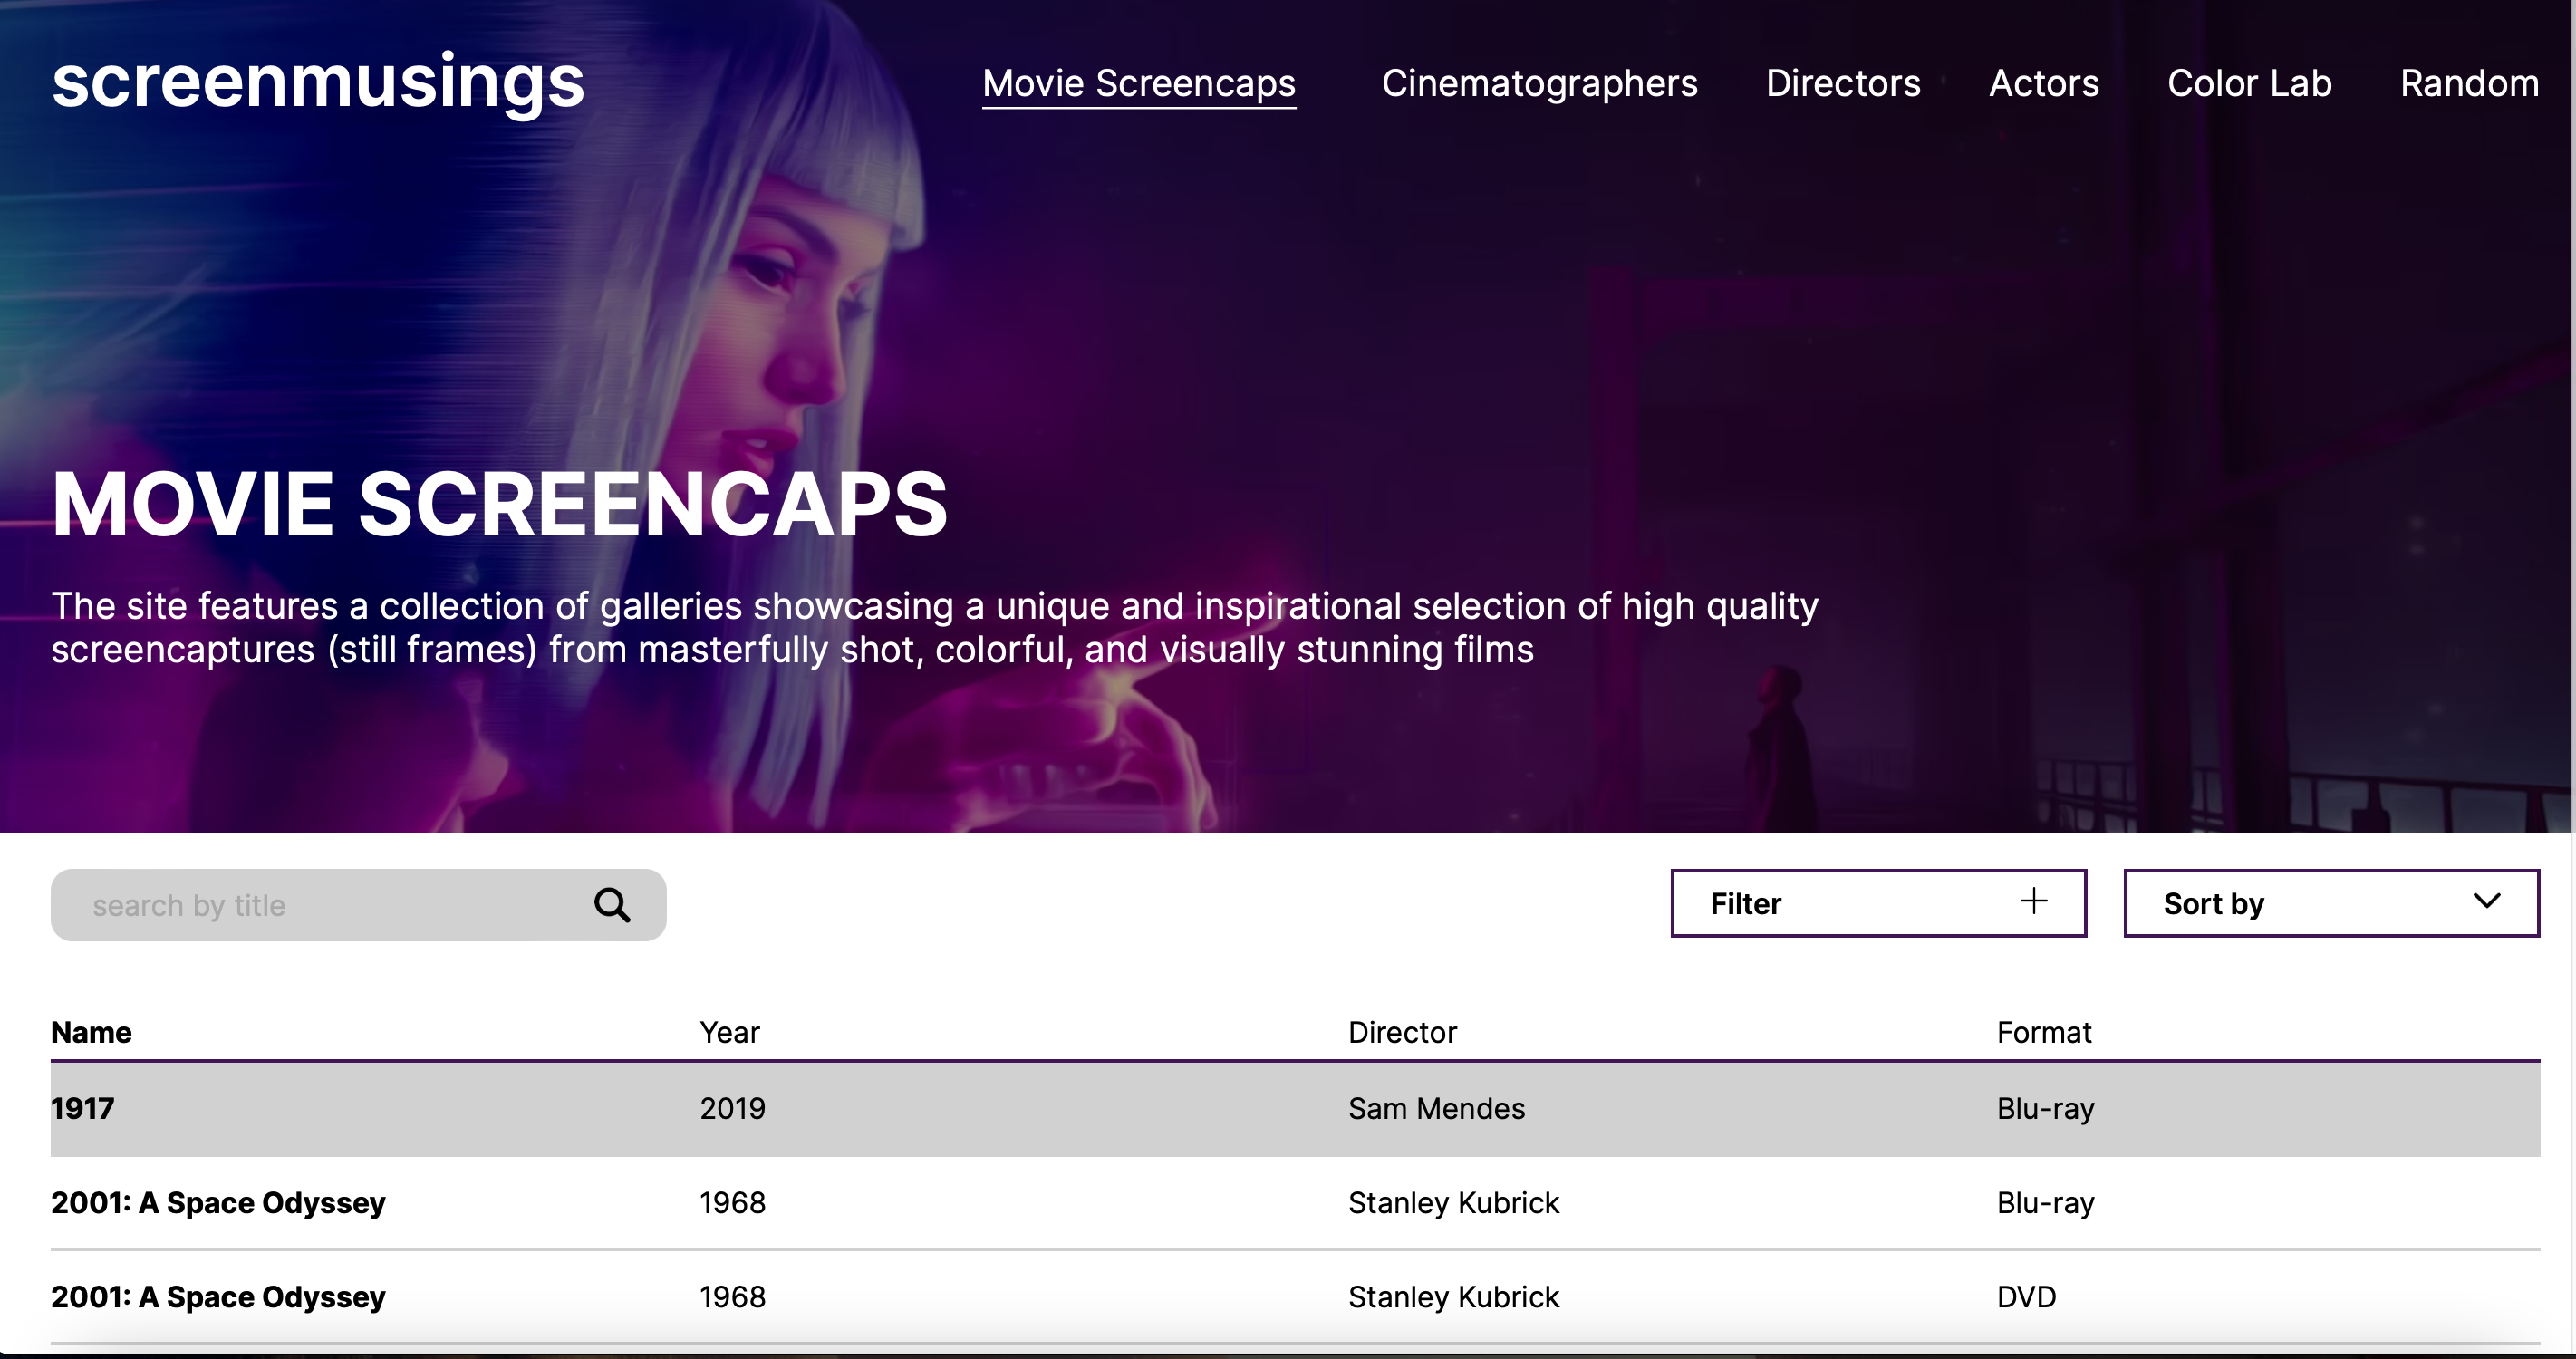 screenmusings
Movie Screencaps Cinematographers Directors Actors Color Lab Random
MOVIE SCREENCAPS
The site features a collection of galleries showcasing a unique and inspirational selection of high quality
screencaptures (still frames) from masterfully shot, colorful, and visually stunning films
search by title
Filter
Sort by
Name Year Director Format
1917 2019 Sam Mendes Blu-ray
2001: A Space Odyssey 1968 Stanley Kubrick Blu-ray
2001: A Space Odyssey 1968 Stanley Kubrick DVD